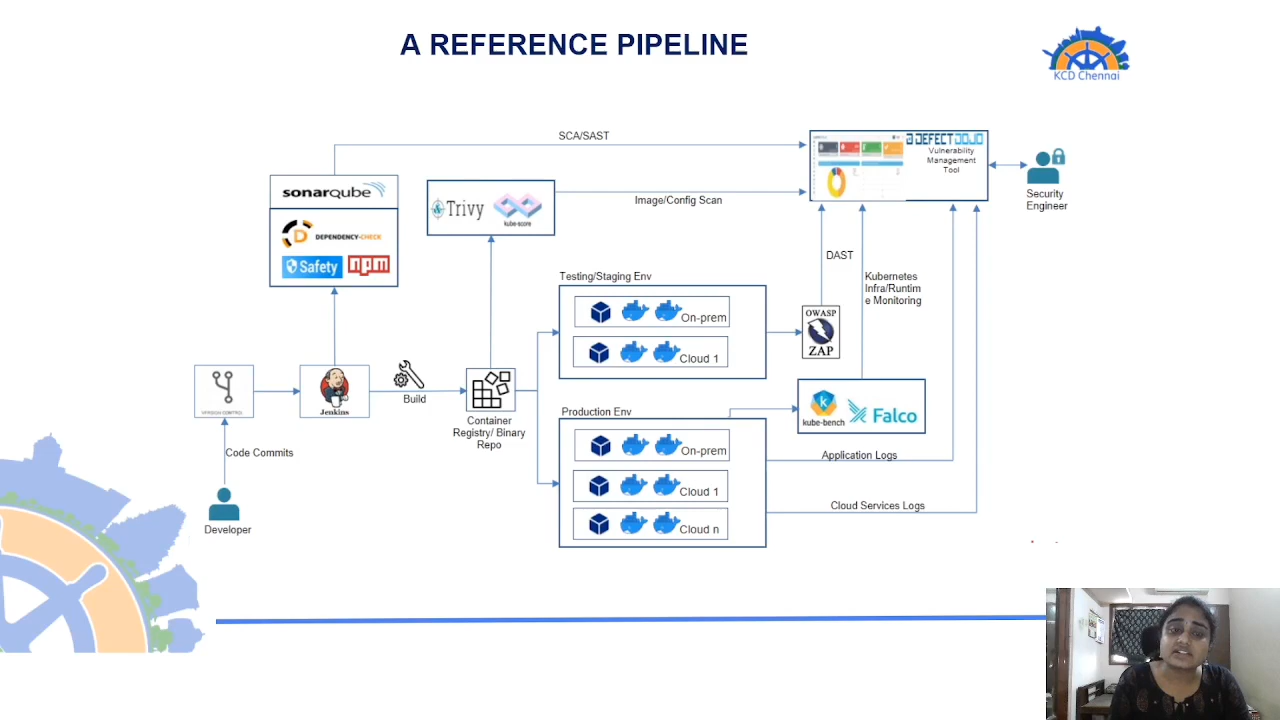 A REFERENCE PIPELINE
KCD Chennai
SCA/SAST
DEFECTDOJO
Vulnerability
Management
Tool
sonarqube
Trivy
kube-score
Image/Config Scan
Security
Engineer
DEPENDENCY-CHECK
Safety
npm
Testing/Staging Env
DAST
Kubernetes
Infra/Runtim
e Monitoring
On-prem
Cloud 1
OWASP
ZAP
Jenkins
Build
VERSION CONTROL
Container
Registry/ Binary
Repo
Production Env
kube-bench
Falco
On-prem
Cloud 1
Cloud n
Application Logs
Cloud Services Logs
Code Commits
Developer